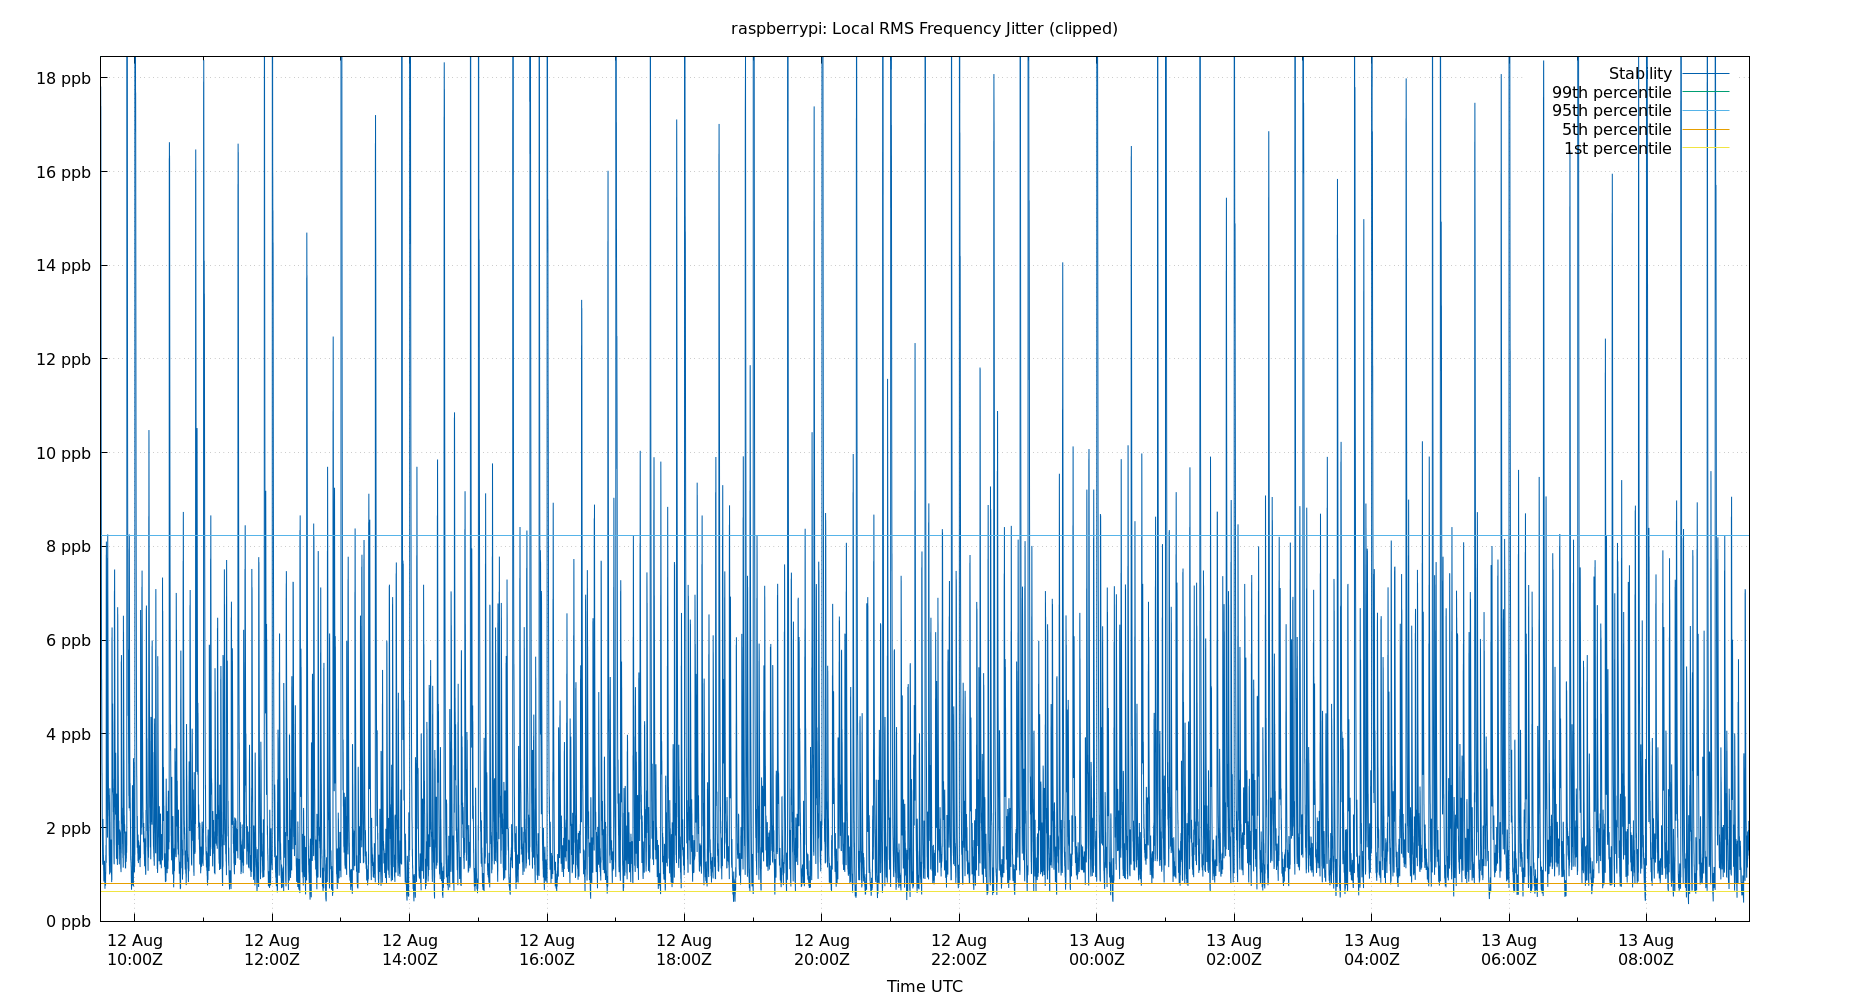 raspberrypi: Local RMS Frequency Jitter (clipped)
18 ppb
16 ppb
14 ppb
12 ppb
10 ppb
8 ppb
6 ppb
4 ppb
2 ppb
0 ppb
Stability
99th percentile
95th percentile
5th percentile
1st percentile
12 Aug 12 Aug 12 Aug 12 Aug 12 Aug 12 Aug 12 Aug 13 Aug 13 Aug 13 Aug 13 Aug 13 Aug
10:00Z 12:00Z 14:00Z 16:00Z 18:00Z 20:00Z 22:00Z 00:00Z 02:00Z 04:00Z 06:00Z 08:00Z
Time UTC